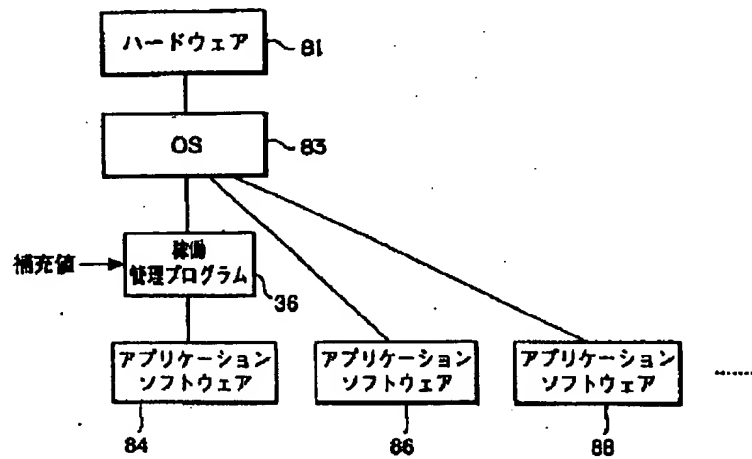 ハードウェア
81
OS
83
補充値
稼働
管理プログラム
36
アプリケーション
ソフトウェア
アプリケーション
ソフトウェア
アプリケーション
ソフトウェア
84
86
88